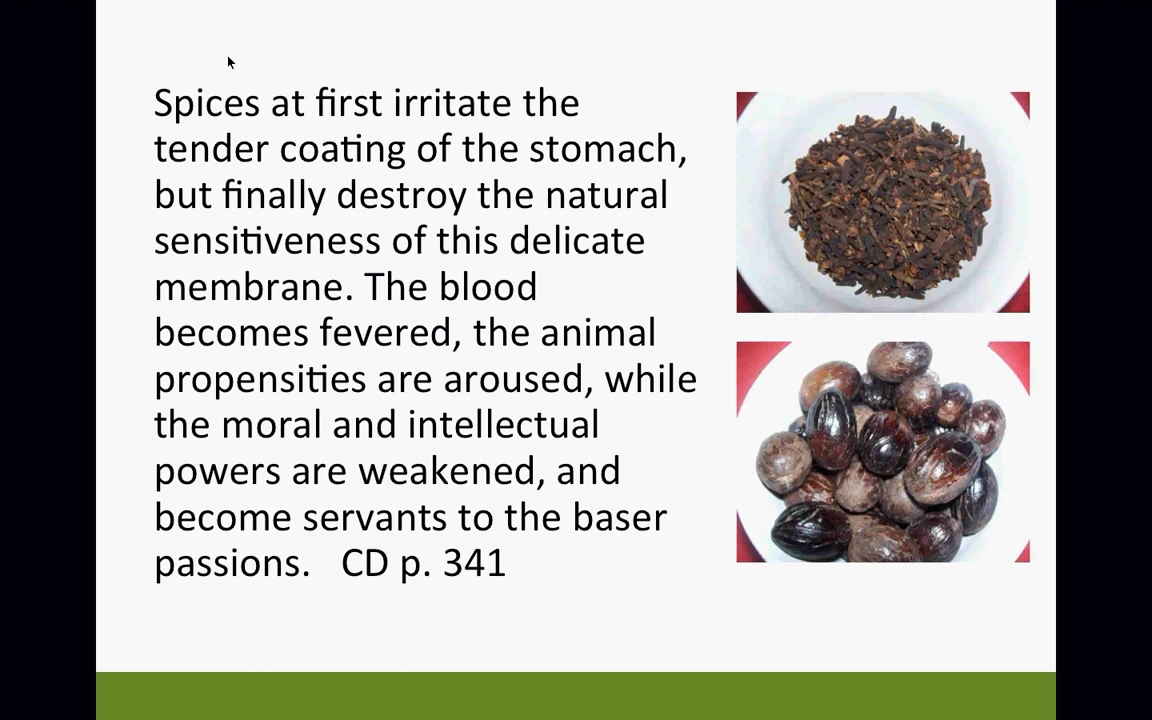 Spices at first irritate the
tender coating of the stomach,
but finally destroy the natural
sensitiveness of this delicate
membrane. The blood
becomes fevered, the animal
propensities are aroused, while
the moral and intellectual
powers are weakened, and
become servants to the baser
passions.   CD p. 341